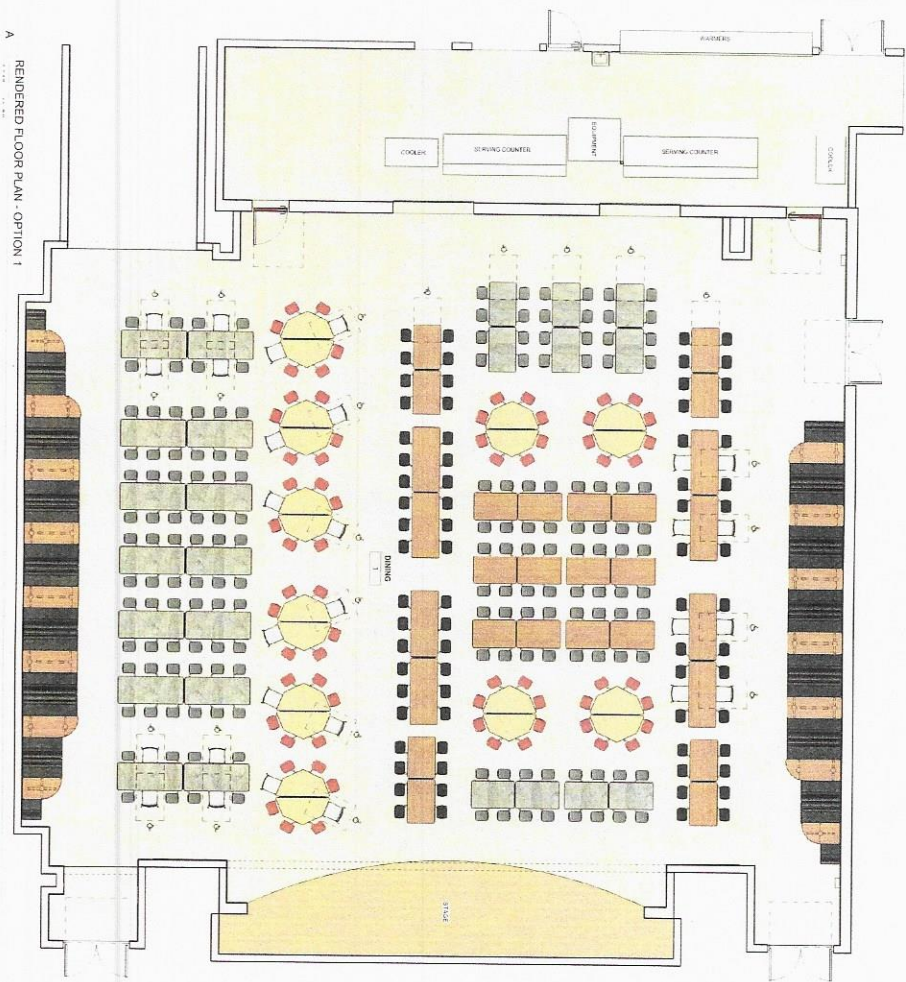 WARMERS
COOLER
SERVING COUNTER
EQUIPMENT
SERVING COUNTER
COOLER
DINING
1
STAGE
A
RENDERED FLOOR PLAN - OPTION 1